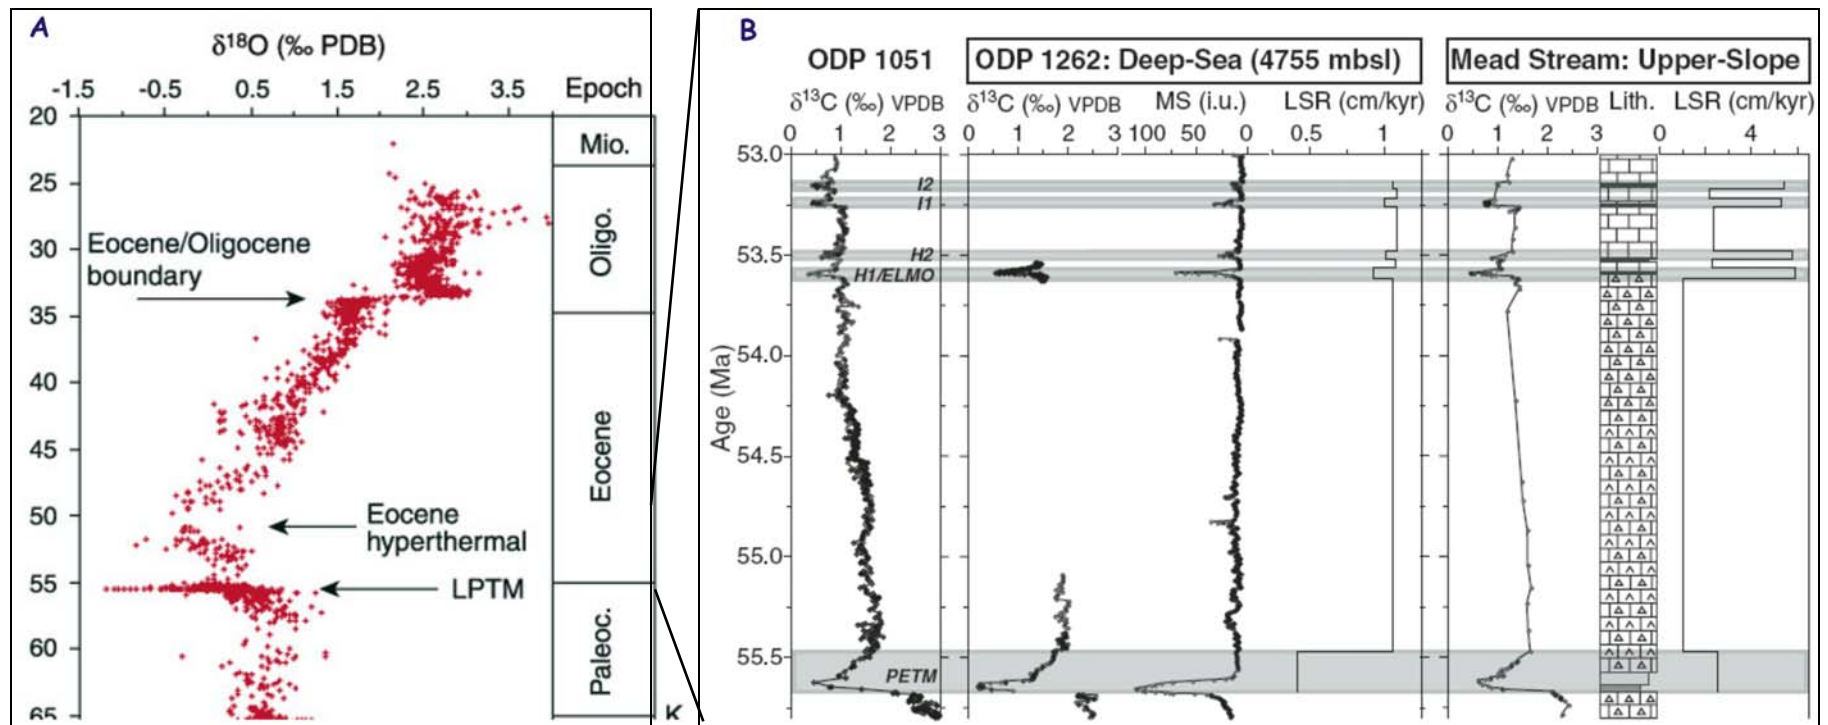 A
δ¹⁸O (‰ PDB)
-1.5 -0.5 0.5 1.5 2.5 3.5 Epoch
20
25
30
35
40
45
50
55
60
65
Mio.
Oligo.
Eocene
Paleoc.
K
Eocene/Oligocene
boundary
Eocene
hyperthermal
LPTM
B
ODP 1051
ODP 1262: Deep-Sea (4755 mbsl)
Mead Stream: Upper-Slope
δ¹³C (‰) VPDB
δ¹³C (‰) VPDB MS (i.u.) LSR (cm/kyr)
δ¹³C (‰) VPDB Lith. LSR (cm/kyr)
0 1 2 3
0 1 2 3 100 50 0 0.5 1
0 1 2 3 0 4
Age (Ma)
53.0
53.5
54.0
54.5
55.0
55.5
I2
I1
H2
H1/ELMO
PETM